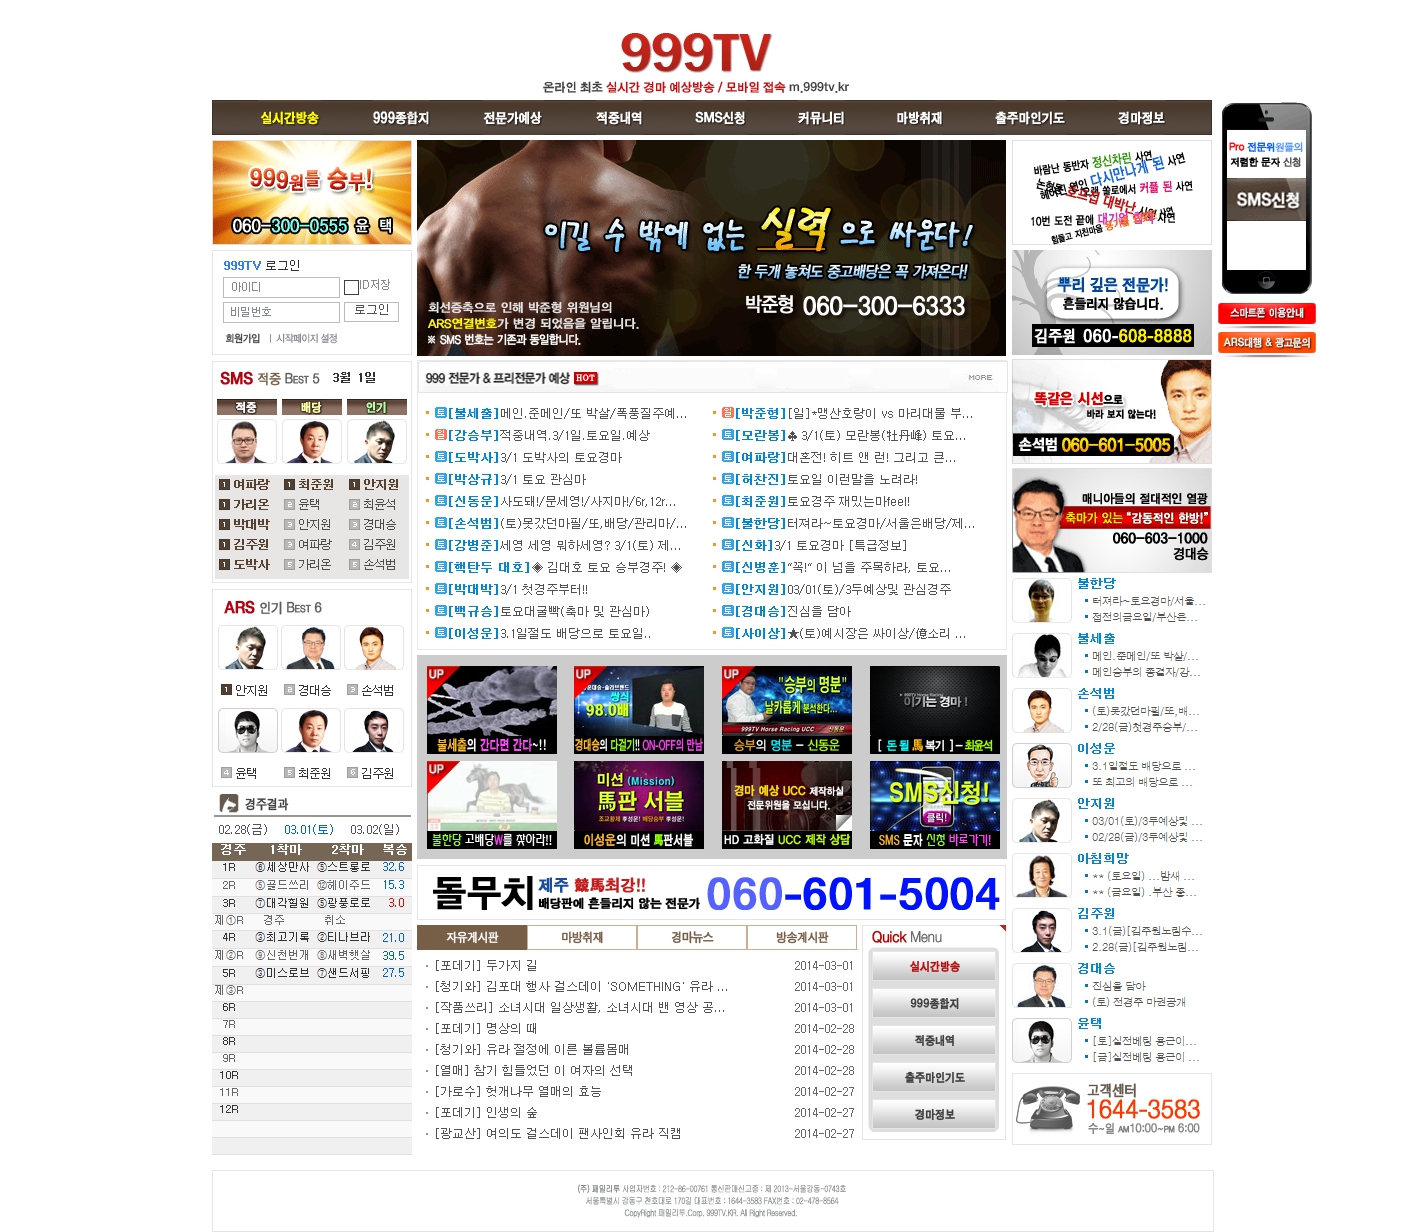 999TV
온라인 최초 실시간 경마 예상방송 / 모바일 접속 m.999tv.kr
실시간방송 999종합지 전문가예상 적중내역 SMS신청 커뮤니티 마방취재 출주마인기도 경마정보
999원틀 승부!
060-300-0555 윤 택
999TV 로그인
아이디
ID저장
비밀번호
로그인
회원가입 | 시작페이지 설정
이길 수 밖에 없는 실력 으로 싸운다!
한 두개 놓쳐도 중고배당은 꼭 가져온다!
박준형 060-300-6333
회선증축으로 인해 박준형 위원님의
ARS연결번호가 변경 되었음을 알립니다.
※ SMS 번호는 기존과 동일합니다.
바람난 동반자 정신차린 사연
다시만나게 된 사연
쏠로에서 커플 된 사연
10번 도전 끝에 대기업 합격 사연
힘들고 지친마음
뿌리 깊은 전문가!
흔들리지 않습니다.
김주원 060-608-8888
똑같은 시선으로
바라 보지 않는다!
손석범 060-601-5005
매니아들의 절대적인 열광
축마가 있는 "감동적인 한방!"
060-603-1000
경대승
Pro 전문위원들의
저렴한 문자 신청
SMS신청
스마트폰 이용안내
ARS대행 & 광고문의
SMS 적중 BEST 5 3월 1일
적중 배당 인기
1 여파랑 1 최준원 1 안지원
1 가리온 2 윤택 2 최윤석
1 박대박 3 안지원 3 경대승
1 김주원 3 여파랑 4 김주원
1 도박사 5 가리온 5 손석범
ARS 인기 BEST 6
1 안지원 2 경대승 3 손석범
4 윤택 5 최준원 6 김주원
경주결과
02.28(금) 03.01(토) 03.02(일)
경주 1착마 2착마 복승
1R ⑧세상만사 ⑤스트롱로 32.6
2R ⑤골드쓰리 ⑫헤이주드 15.3
3R ⑦대각힐원 ⑨광풍로로 3.0
제①R 경주 취소
4R ③최고기록 ②티나브라 21.0
제②R ⑥신천번개 ⑧새벽햇살 39.5
5R ③미스로브 ⑦샌드서핑 27.5
제③R
6R
7R
8R
9R
10R
11R
12R
999 전문가 & 프리전문가 예상 HOT
MORE
토 [불세출]메인.준메인/또 박살/폭풍질주예...
일 [강승부]적중내역.3/1일.토요일.예상
토 [도박사]3/1 도박사의 토요경마
토 [박상규]3/1 토요 관심마
토 [신동운]사도돼!/문세영!/사지마!/6r,12r...
토 [손석범](토)못갔던마필/또,배당/관리마/...
토 [강병준]세영 세영 뭐하세영? 3/1(토) 제...
토 [핵탄두 대호]◈ 김대호 토요 승부경주! ◈
토 [박대박]3/1 첫경주부터!!
토 [백규승]토요대굴빡(축마 및 관심마)
토 [이성운]3.1일절도 배당으로 토요일..
일 [박준형][일]*맹산호랑이 vs 마리대물 부...
토 [모란봉]♣ 3/1(토) 모란봉(牡丹峰) 토요...
토 [여파랑]대혼전! 히트 앤 런! 그리고 큰...
토 [허찬진]토요일 이런말을 노려라!
토 [최준원]토요경주 재밌는마feel!
토 [불한당]터져라~토요경마/서울은배당/제...
토 [신화]3/1 토요경마 [특급정보]
토 [신병훈]"꼭!" 이 넘을 주목하라, 토요...
토 [안지원]03/01(토)/3두예상및 관심경주
토 [경대승]진심을 담아
토 [사이상]★(토)예시장은 싸이상/億소리 ...
UP
불세출의 간다면 간다~!!
UP
쌍심
98.0배
경대승의 다걸기!! ON-OFF의 만남
UP
"승부의 명분"
날카롭게 분석한다...
999TV Horse Racing UCC 신동운
승부의 명분 - 신동운
이기는 경마 !
[ 돈 될 馬 복기 ] - 최윤석
UP
불한당 고배당W를 쫒아라!!
미션 (Mission)
馬판 서블
이성운의 미션 馬판서블
경마 예상 UCC 제작하실
전문위원을 모십니다.
HD 고화질 UCC 제작 상담
SMS신청!
클릭!
SMS 문자 신청 바로가기!
돌무치 제주 競馬최강!!
배당판에 흔들리지 않는 전문가
060-601-5004
자유게시판 마방취재 경마뉴스 방송게시판
[포데기] 두가지 길 2014-03-01
[청기와] 김포대 행사 걸스데이 'SOMETHING' 유라 ... 2014-03-01
[작품쓰리] 소녀시대 일상생활, 소녀시대 밴 영상 공... 2014-03-01
[포데기] 명상의 때 2014-02-28
[청기와] 유라 절정에 이른 볼륨몸매 2014-02-28
[열매] 참기 힘들었던 이 여자의 선택 2014-02-28
[가로수] 헛개나무 열매의 효능 2014-02-27
[포데기] 인생의 숲 2014-02-27
[광교산] 여의도 걸스데이 팬사인회 유라 직캠 2014-02-27
Quick Menu
실시간방송
999종합지
적중내역
출주마인기도
경마정보
불한당
터져라~토요경마/서울...
점전의금요일/부산은...
불세출
메인.준메인/또 박살/...
메인승부의 종결자/강...
손석범
(토)못갔던마필/또,배...
2/28(금)첫경주승부/...
이성운
3.1일절도 배당으로 ...
또 최고의 배당으로 ...
안지원
03/01(토)/3두예상및 ...
02/28(금)/3두예상및 ...
아침희망
** (토요일) ...밤새 ...
** (금요일) .부산 총...
김주원
3.1(금)[김주원노림수...
2.28(금)[김주원노림...
경대승
진심을 담아
(토) 전경주 마권공개
윤택
[토]실전베팅 용근이...
[금]실전베팅 용근이 ...
고객센터
1644-3583
수~일 AM10:00~PM 6:00
(주) 패밀리투 사업자번호 : 212-86-00761 통신판매신고증 : 제 2013-서울강동-0743호
서울특별시 강동구 천호대로 170길 대표번호 : 1644-3583 FAX번호 : 02-478-8564
CopyRight 패밀리투.Corp. 999TV.KR. All Right Reserved.